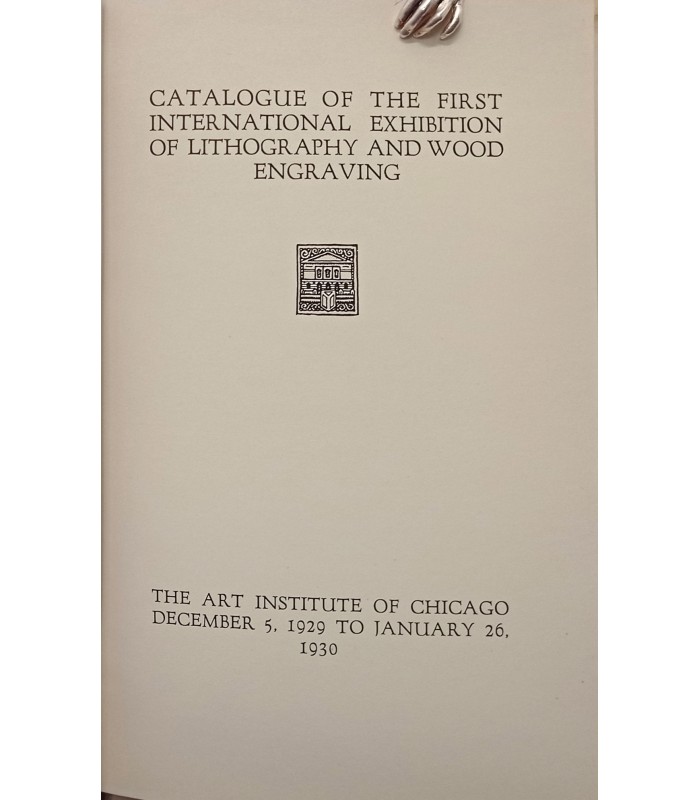 CATALOGUE OF THE FIRST
INTERNATIONAL EXHIBITION
OF LITHOGRAPHY AND WOOD
ENGRAVING
THE ART INSTITUTE OF CHICAGO
DECEMBER 5, 1929 TO JANUARY 26,
1930